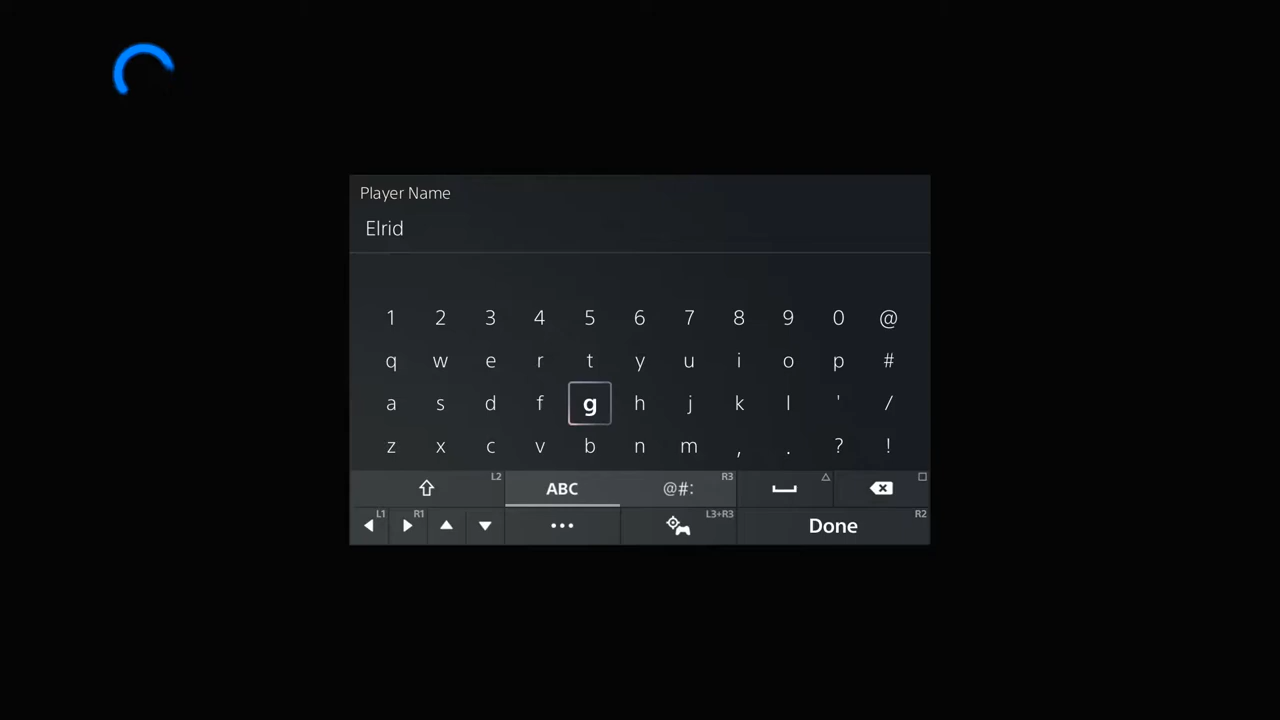 Player Name
Elrid
1 2 3 4 5 6 7 8 9 0 @
q w e r t y u i o p #
a s d f g h j k l ' /
z x c v b n m , . ? !
L2 ABC @#: R3
L1 R1 ••• L3+R3 Done R2